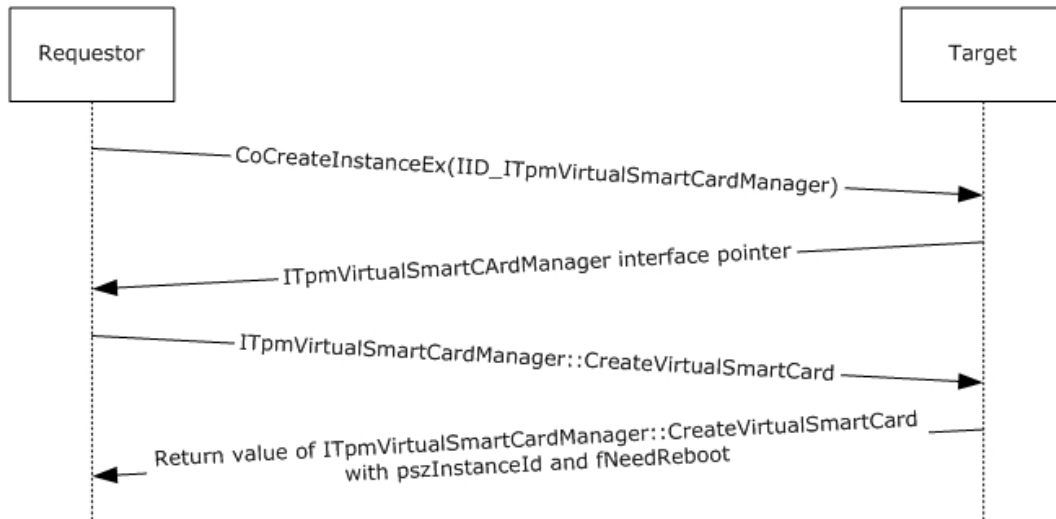 Requestor
Target
CoCreateInstanceEx(IID_ITpmVirtualSmartCardManager)
ITpmVirtualSmartCArdManager interface pointer
ITpmVirtualSmartCardManager::CreateVirtualSmartCard
Return value of ITpmVirtualSmartCardManager::CreateVirtualSmartCard
with pszInstanceId and fNeedReboot